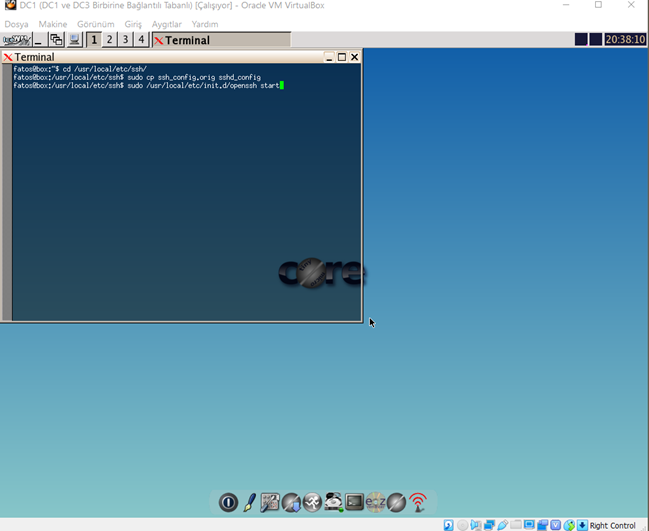 DC1 (DC1 ve DC3 Birbirine Bağlantılı Tabanlı) [Çalışıyor] - Oracle VM VirtualBox
Dosya Makine Görünüm Giriş Aygıtlar Yardım
1 2 3 4 Terminal 20:38:10
Terminal
fatos@box:~$ cd /usr/local/etc/ssh/
fatos@box:/usr/local/etc/ssh$ sudo cp ssh_config.orig sshd_config
fatos@box:/usr/local/etc/ssh$ sudo /usr/local/etc/init.d/openssh start
core
Right Control